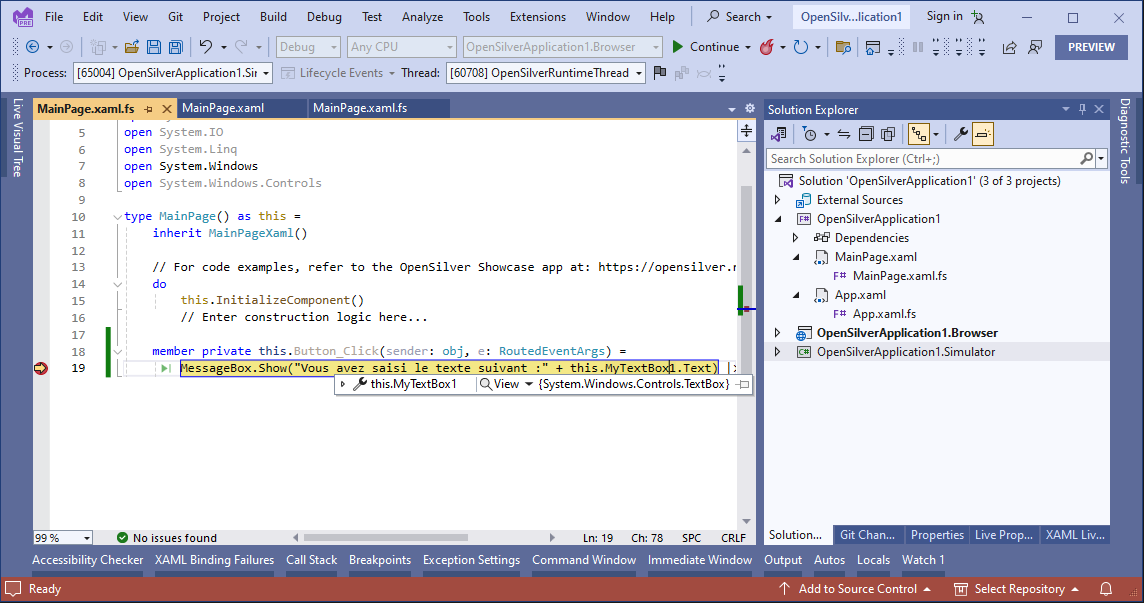 PRE
File Edit View Git Project Build Debug Test Analyze Tools Extensions Window Help Search OpenSilv...lication1 Sign in
Debug Any CPU OpenSilverApplication1.Browser Continue PREVIEW
Process: [65004] OpenSilverApplication1.Sir Lifecycle Events Thread: [60708] OpenSilverRuntimeThread
Live Visual Tree
MainPage.xaml.fs MainPage.xaml MainPage.xaml.fs
5 open System.IO
6 open System.Linq
7 open System.Windows
8 open System.Windows.Controls
9
10 type MainPage() as this =
11 inherit MainPageXaml()
12
13 // For code examples, refer to the OpenSilver Showcase app at: https://opensilver.r
14 do
15 this.InitializeComponent()
16 // Enter construction logic here...
17
18 member private this.Button_Click(sender: obj, e: RoutedEventArgs) =
19 MessageBox.Show("Vous avez saisi le texte suivant :" + this.MyTextBox1.Text) |>
this.MyTextBox1 View {System.Windows.Controls.TextBox}
99 % No issues found Ln: 19 Ch: 78 SPC CRLF
Solution Explorer
Search Solution Explorer (Ctrl+;)
Solution 'OpenSilverApplication1' (3 of 3 projects)
External Sources
F# OpenSilverApplication1
Dependencies
MainPage.xaml
F# MainPage.xaml.fs
App.xaml
F# App.xaml.fs
OpenSilverApplication1.Browser
C# OpenSilverApplication1.Simulator
Solution... Git Chan... Properties Live Prop... XAML Liv...
Diagnostic Tools
Accessibility Checker XAML Binding Failures Call Stack Breakpoints Exception Settings Command Window Immediate Window Output Autos Locals Watch 1
Ready Add to Source Control Select Repository